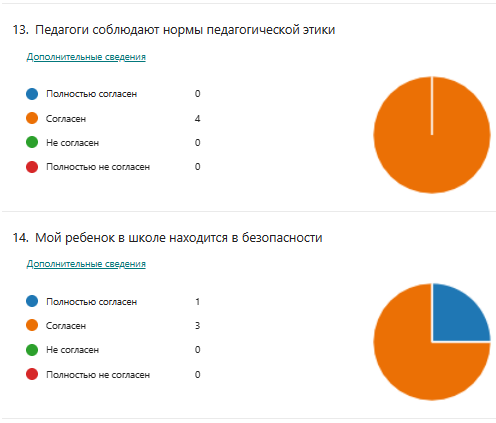 13. Педагоги соблюдают нормы педагогической этики
Дополнительные сведения
Полностью согласен 0
Согласен 4
Не согласен 0
Полностью не согласен 0
14. Мой ребенок в школе находится в безопасности
Дополнительные сведения
Полностью согласен 1
Согласен 3
Не согласен 0
Полностью не согласен 0